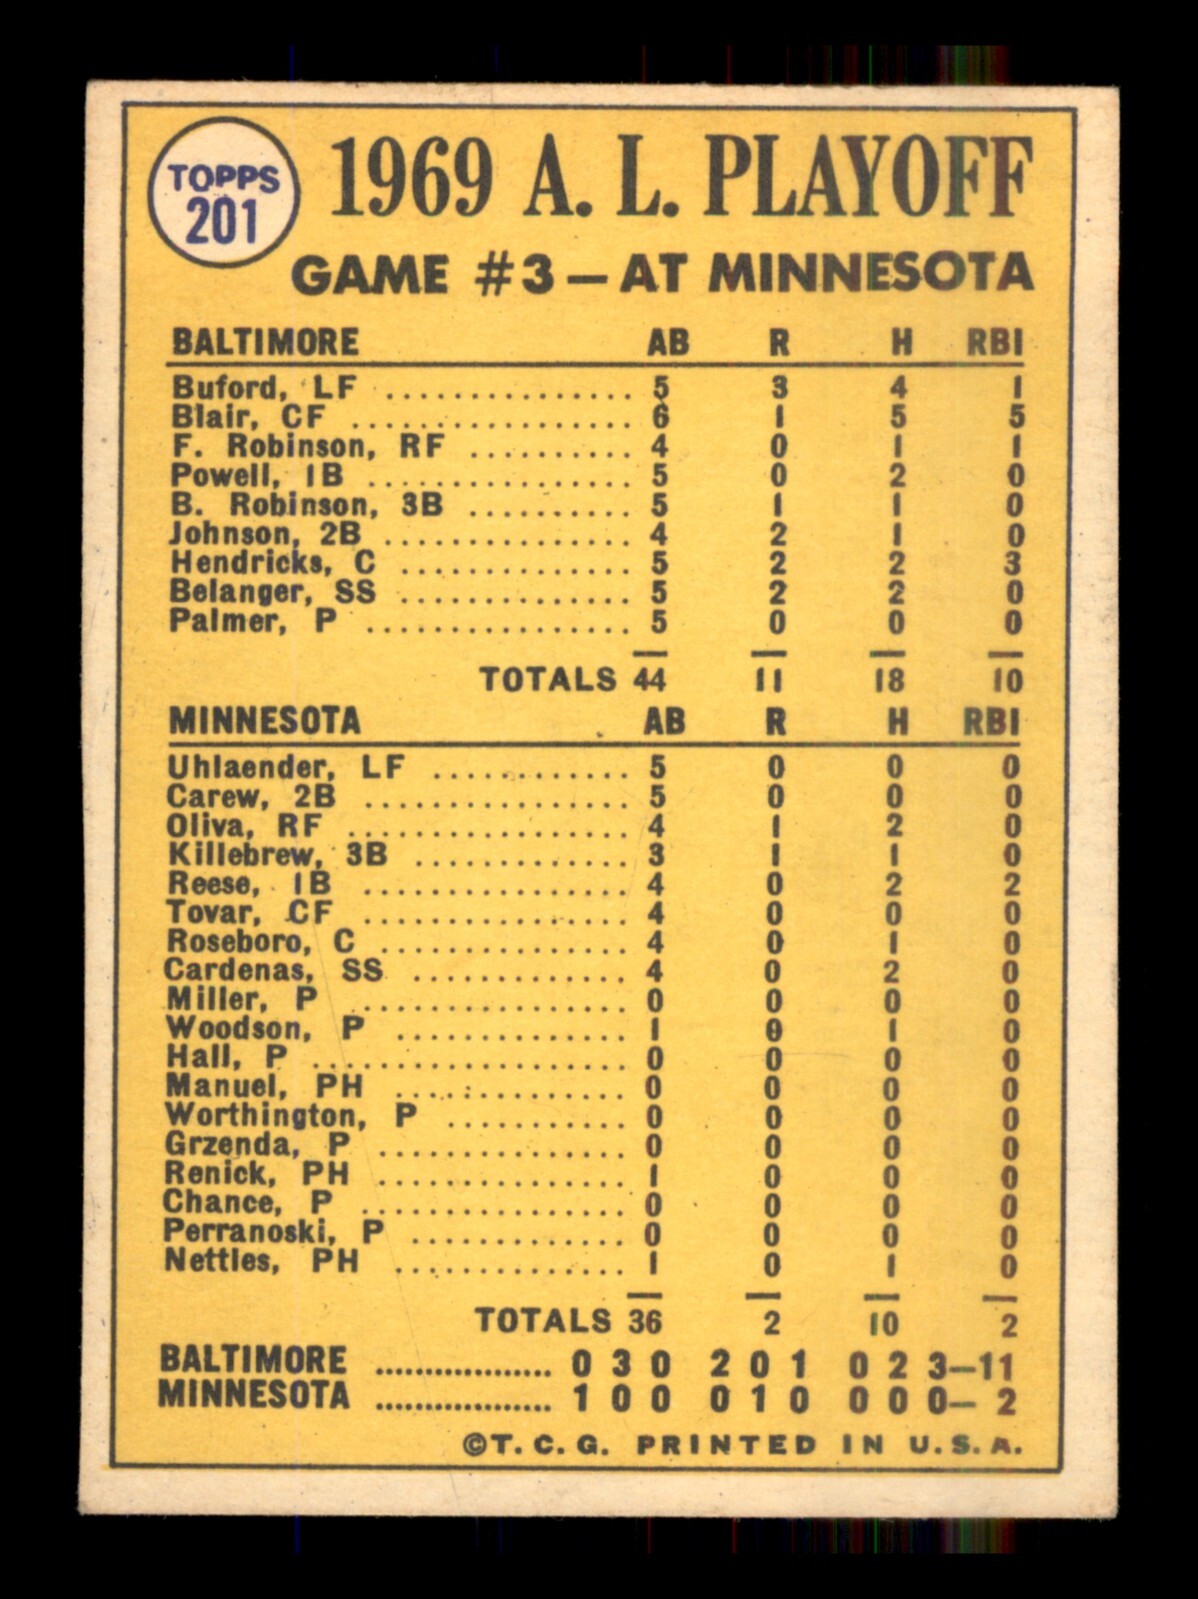 TOPPS
201
1969 A. L. PLAYOFF
GAME #3 — AT MINNESOTA
BALTIMORE AB R H RBI
Buford, LF ............... 5 3 4 1
Blair, CF ................. 6 1 5 5
F. Robinson, RF .......... 4 0 1 1
Powell, 1B ................ 5 0 2 0
B. Robinson, 3B .......... 5 1 1 0
Johnson, 2B ............... 4 2 1 0
Hendricks, C .............. 5 2 2 3
Belanger, SS .............. 5 2 2 0
Palmer, P ................ 5 0 0 0
TOTALS 44 11 18 10
MINNESOTA AB R H RBI
Uhlaender, LF ............ 5 0 0 0
Carew, 2B ................ 5 0 0 0
Oliva, RF ................. 4 1 2 0
Killebrew, 3B ............. 3 1 1 0
Reese, 1B ................ 4 0 2 2
Tovar, CF ................ 4 0 0 0
Roseboro, C ............... 4 0 1 0
Cardenas, SS .............. 4 0 2 0
Miller, P ................. 0 0 0 0
Woodson, P .............. 1 0 1 0
Hall, P ................... 0 0 0 0
Manuel, PH .............. 0 0 0 0
Worthington, P ........... 0 0 0 0
Grzenda, P ............... 0 0 0 0
Renick, PH ............... 1 0 0 0
Chance, P ................ 0 0 0 0
Perranoski, P ............. 0 0 0 0
Nettles, PH .............. 1 0 1 0
TOTALS 36 2 10 2
BALTIMORE .................. 0 3 0 2 0 1 0 2 3—11
MINNESOTA .................. 1 0 0 0 1 0 0 0 0— 2
©T. C. G. PRINTED IN U. S. A.